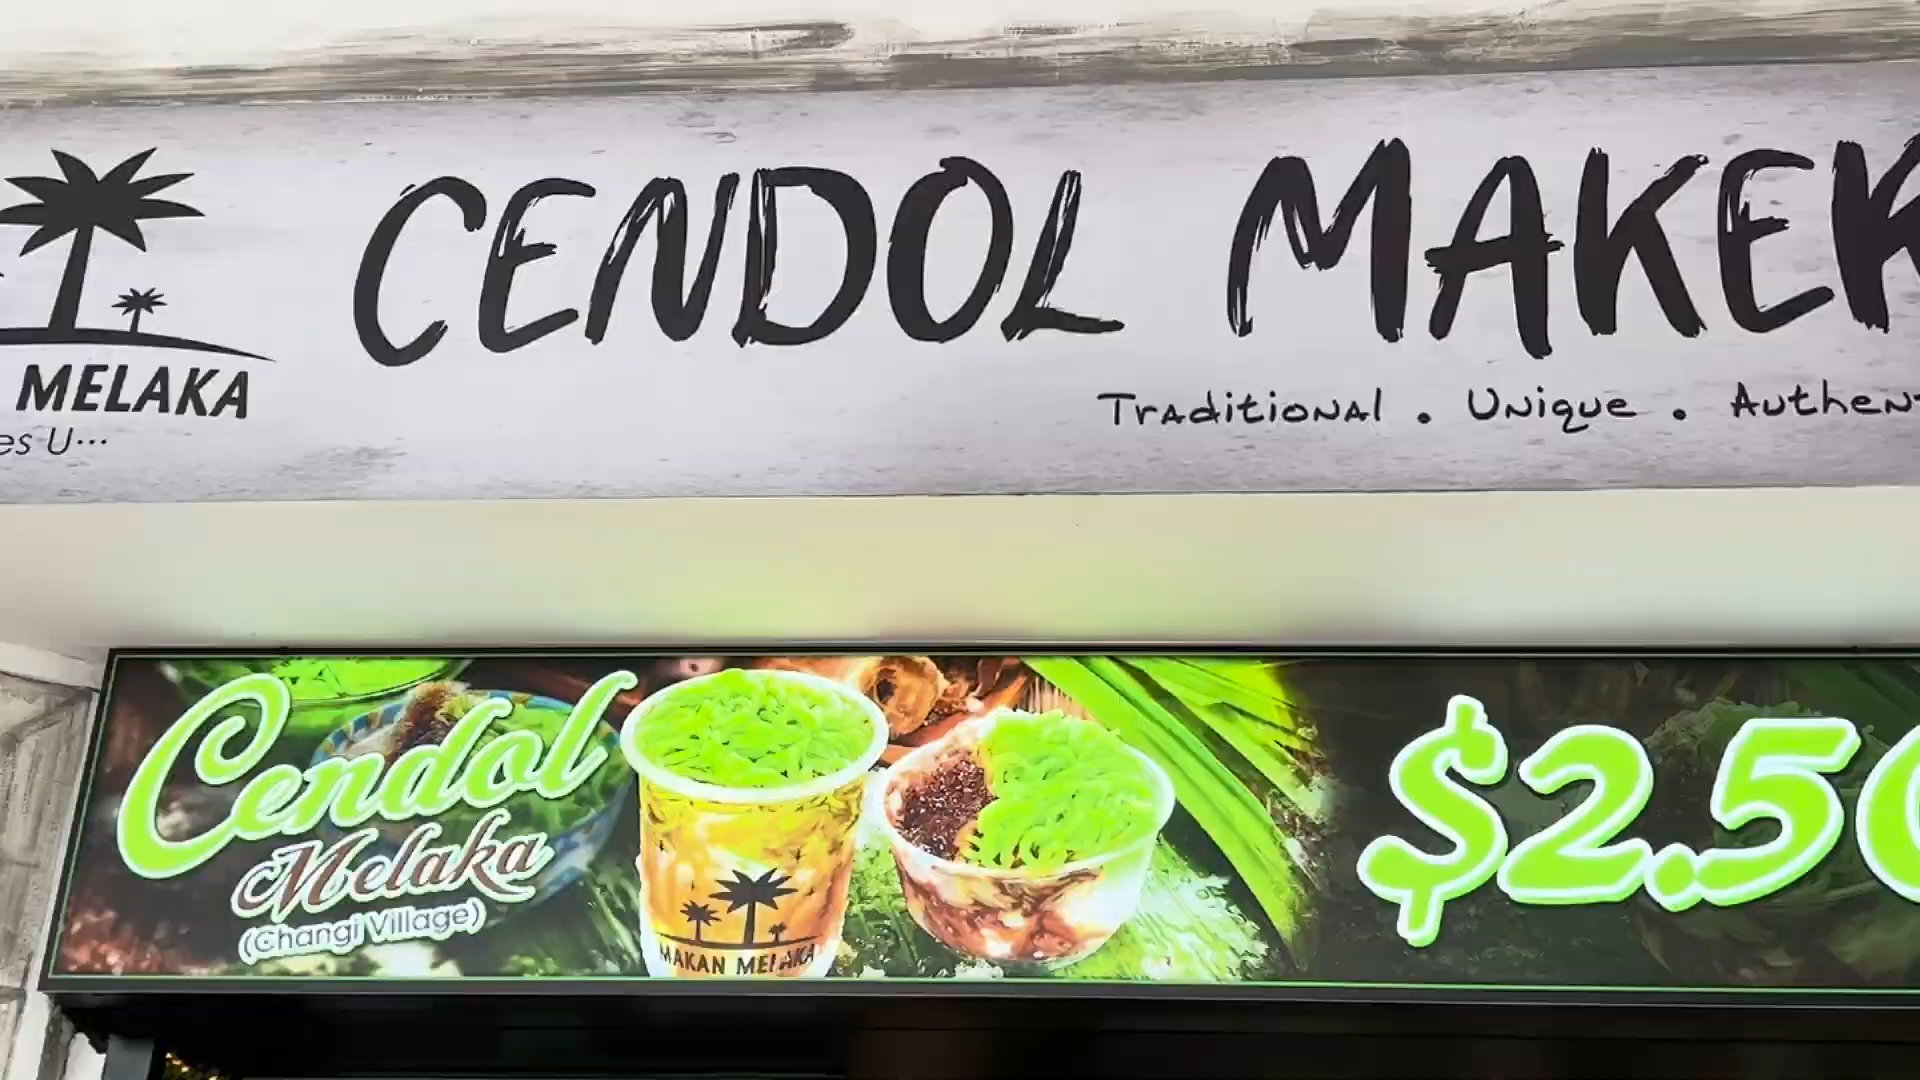 CENDOL MAKER
MELAKA
Traditional . Unique . Authent
es U...
Cendol
Melaka
(Changi Village)
MAKAN MELAKA
$2.50